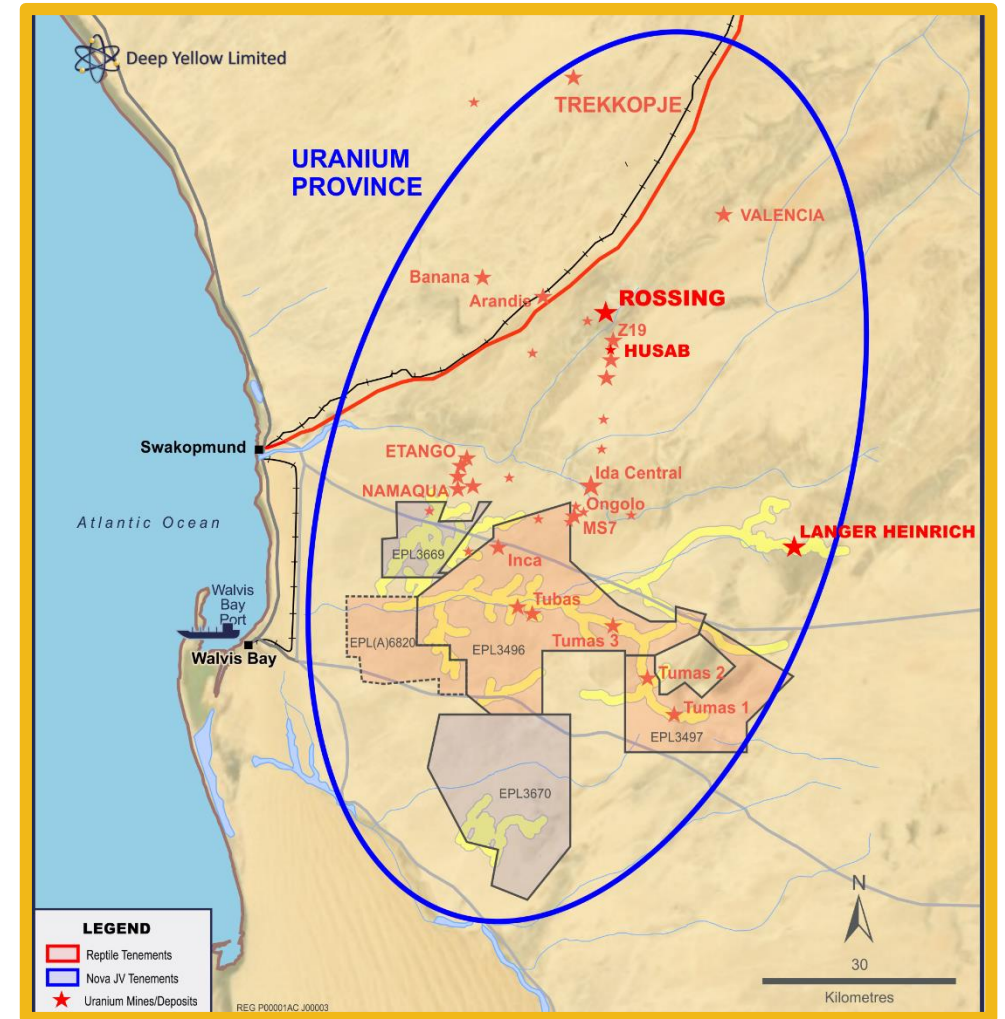 Deep Yellow Limited
TREKKOPJE
URANIUM
PROVINCE
VALENCIA
Banana
Arandis
ROSSING
Z19
HUSAB
Swakopmund
ETANGO
NAMAQUA
Ida Central
Ongolo
MS7
Atlantic Ocean
LANGER HEINRICH
EPL3669
Inca
Walvis
Bay
Port
Tubas
Tumas 3
Walvis Bay
EPL(A)6820
EPL3496
Tumas 2
Tumas 1
EPL3497
EPL3670
N
30
Kilometres
LEGEND
Reptile Tenements
Nova JV Tenements
Uranium Mines/Deposits
REG P00001AC J00003